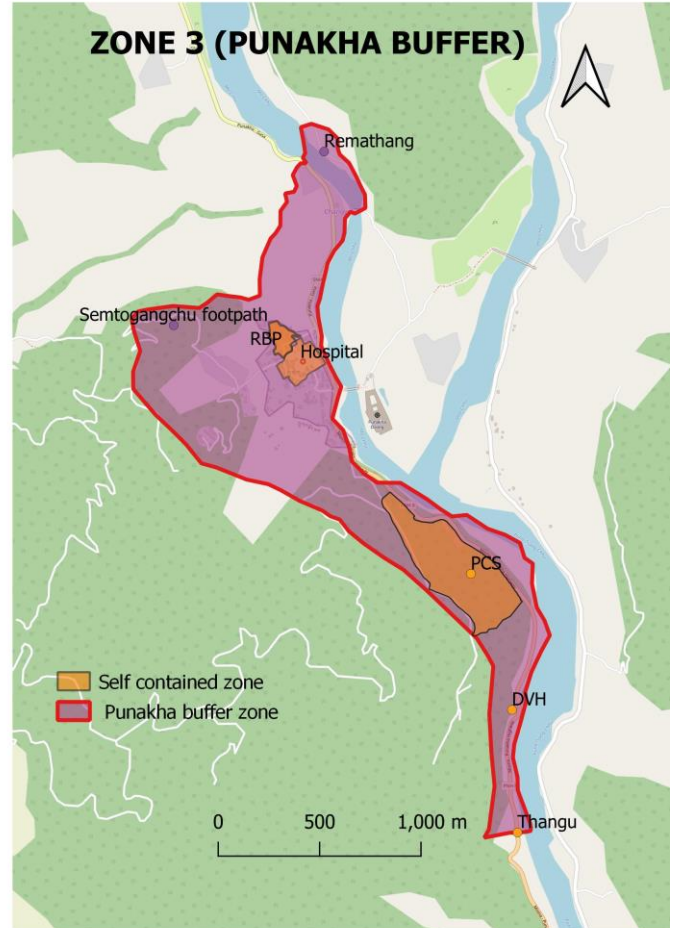 ZONE 3 (PUNAKHA BUFFER)
Remathang
Semtogangchu footpath
RBP
Hospital
PCS
Self contained zone
Punakha buffer zone
DVH
0 500 1,000 m
Thangu